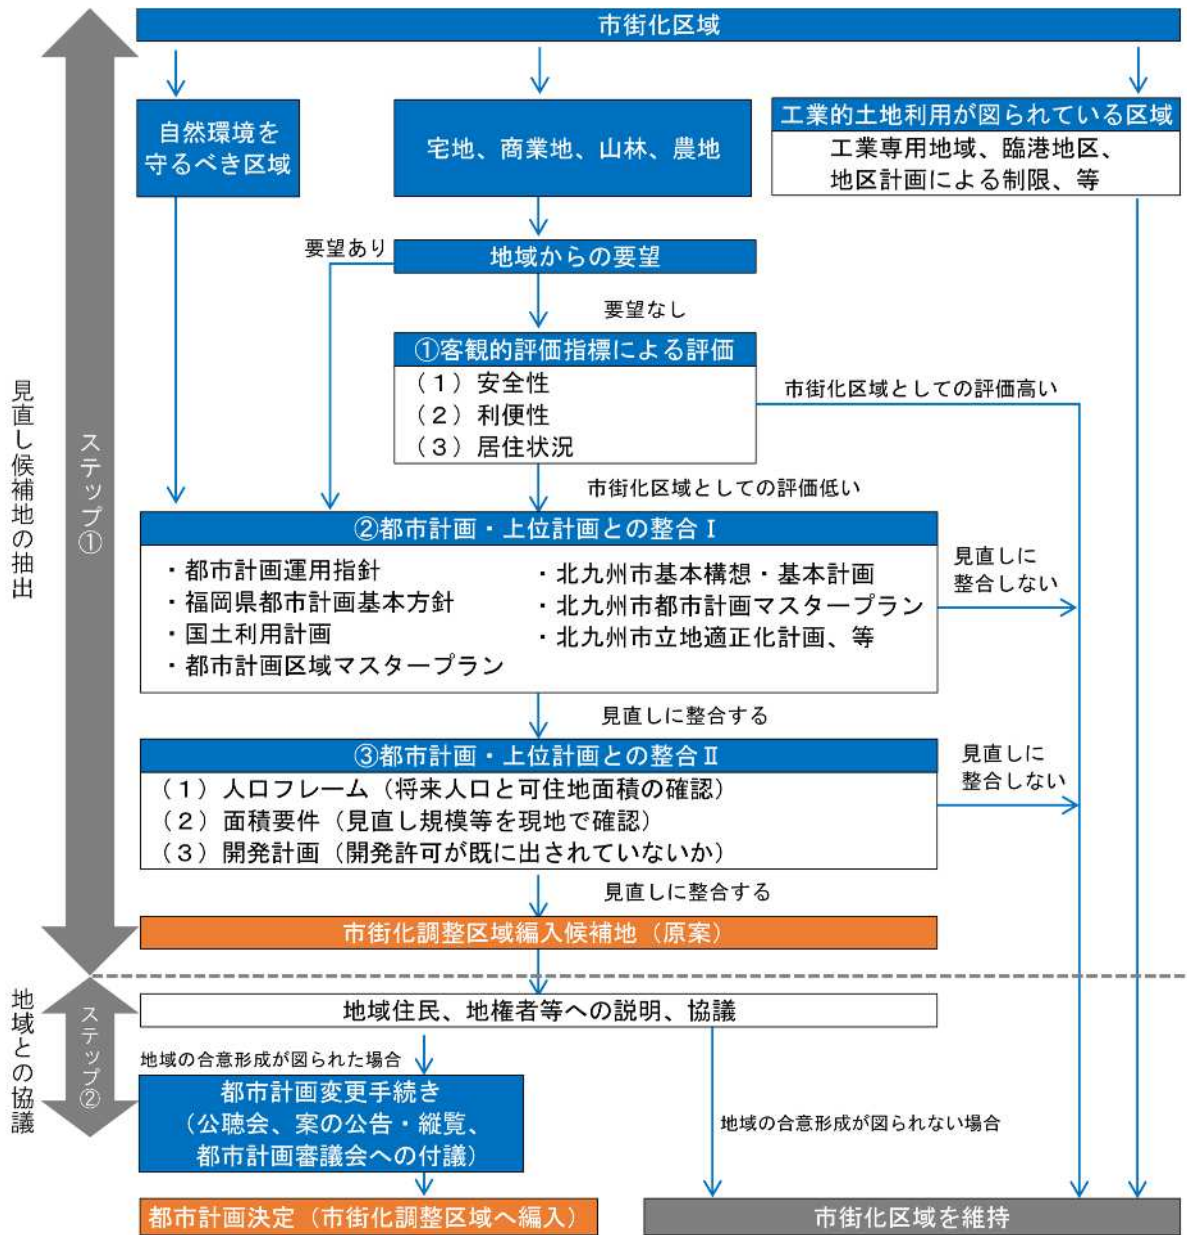 市街化区域
自然環境を
守るべき区域
宅地、商業地、山林、農地
工業的土地利用が図られている区域
工業専用地域、臨港地区、
地区計画による制限、等
要望あり
地域からの要望
要望なし
①客観的評価指標による評価
（１）安全性
（２）利便性
（３）居住状況
市街化区域としての評価高い
市街化区域としての評価低い
見直し候補地の抽出
ステップ①
②都市計画・上位計画との整合Ⅰ
・都市計画運用指針
・福岡県都市計画基本方針
・国土利用計画
・都市計画区域マスタープラン
・北九州市基本構想・基本計画
・北九州市都市計画マスタープラン
・北九州市立地適正化計画、等
見直しに
整合しない
見直しに整合する
③都市計画・上位計画との整合Ⅱ
（１）人口フレーム（将来人口と可住地面積の確認）
（２）面積要件（見直し規模等を現地で確認）
（３）開発計画（開発許可が既に出されていないか）
見直しに
整合しない
見直しに整合する
市街化調整区域編入候補地（原案）
地域との協議
ステップ②
地域住民、地権者等への説明、協議
地域の合意形成が図られた場合
都市計画変更手続き
（公聴会、案の公告・縦覧、
都市計画審議会への付議）
地域の合意形成が図られない場合
都市計画決定（市街化調整区域へ編入）
市街化区域を維持